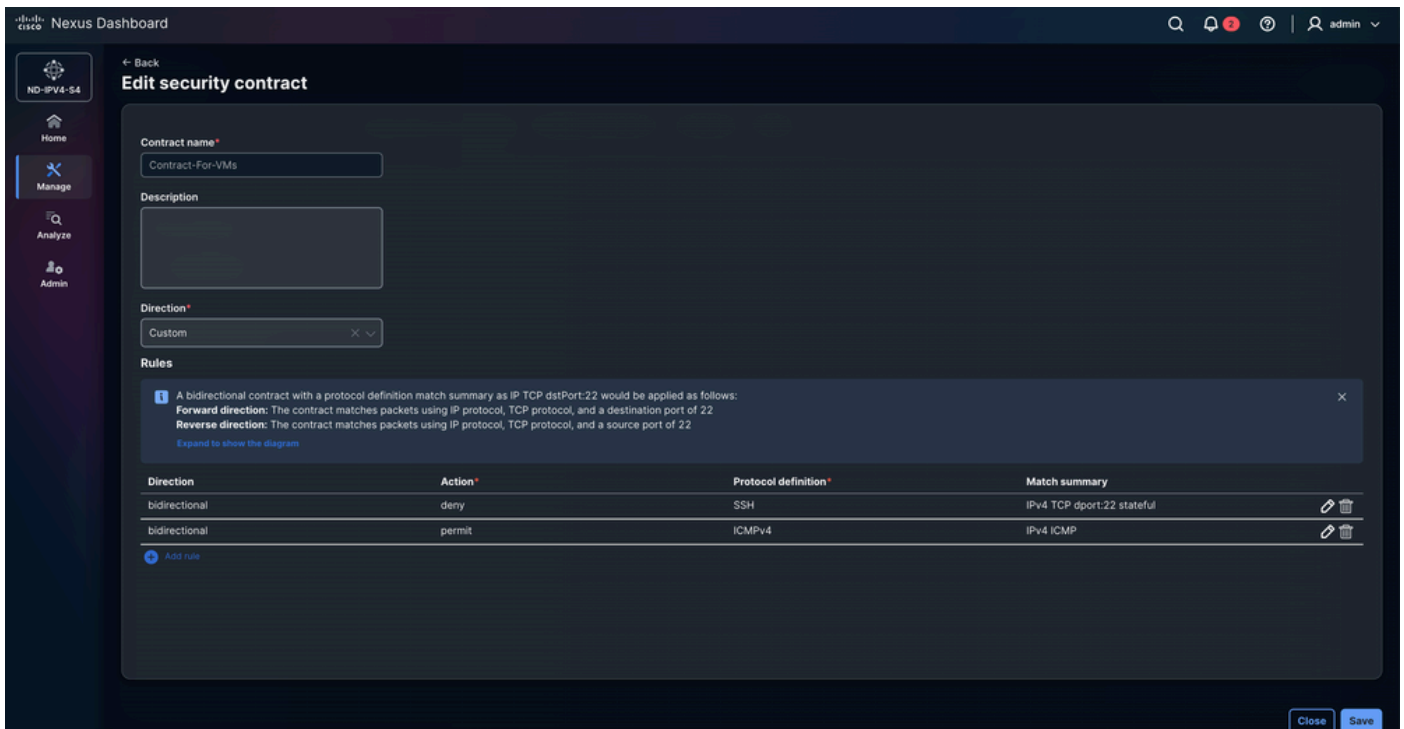 CISCO Nexus Dashboard
2
admin
ND-IPV4-S4
Home
Manage
Analyze
Admin
← Back
Edit security contract
Contract name*
Contract-For-VMs
Description
Direction*
Custom
Rules
A bidirectional contract with a protocol definition match summary as IP TCP dstPort:22 would be applied as follows:
Forward direction: The contract matches packets using IP protocol, TCP protocol, and a destination port of 22
Reverse direction: The contract matches packets using IP protocol, TCP protocol, and a source port of 22
Expand to show the diagram
Direction Action* Protocol definition* Match summary
bidirectional deny SSH IPv4 TCP dport:22 stateful
bidirectional permit ICMPv4 IPv4 ICMP
Add rule
Close Save